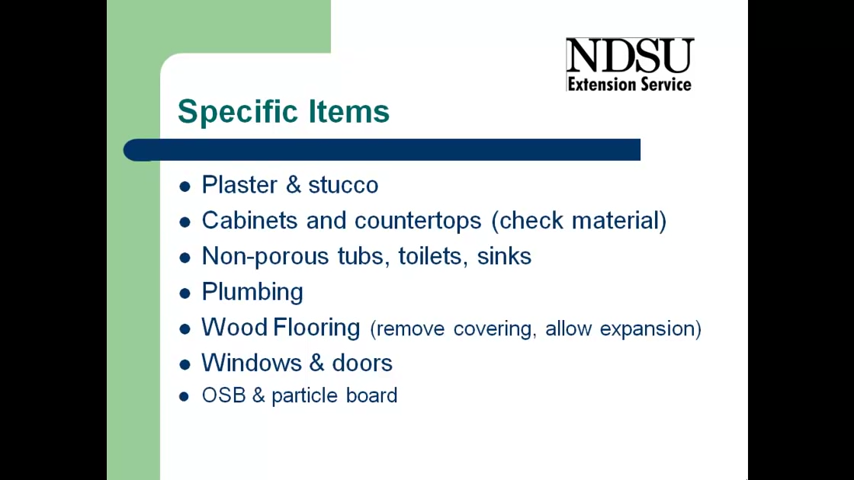 NDSU
Extension Service
Specific Items
Plaster & stucco
Cabinets and countertops (check material)
Non-porous tubs, toilets, sinks
Plumbing
Wood Flooring (remove covering, allow expansion)
Windows & doors
OSB & particle board